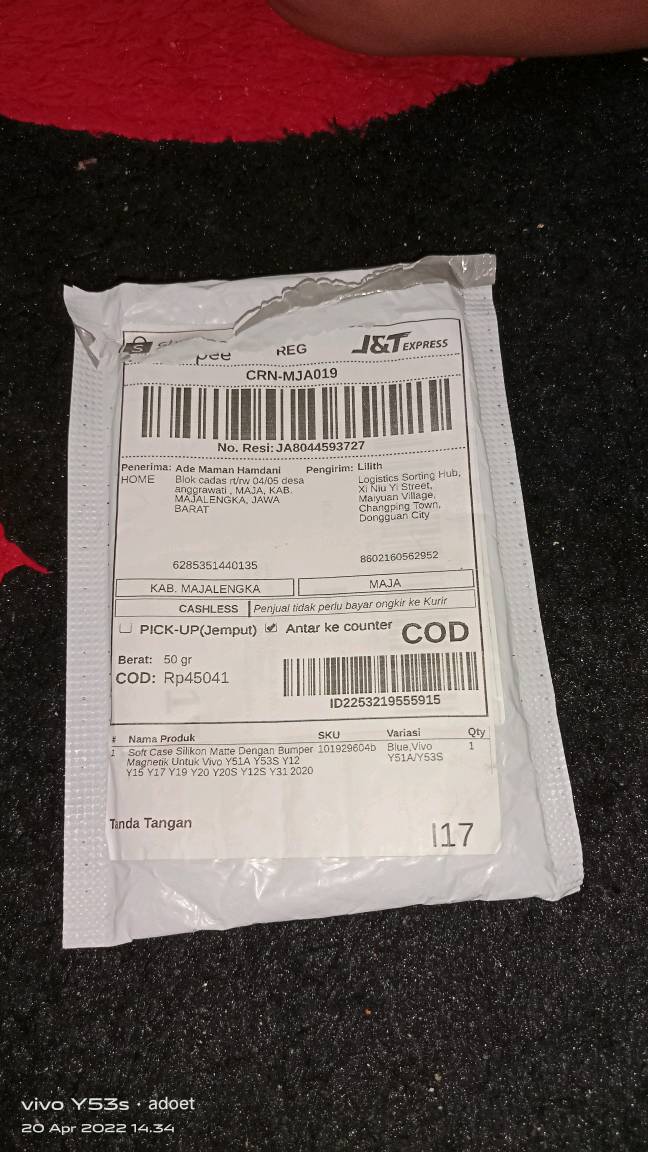 pee REG J&T EXPRESS
CRN-MJA019
No. Resi: JA8044593727
Penerima: Ade Maman Hamdani
HOME Blok cadas rt/rw 04/05 desa
anggrawati , MAJA, KAB.
MAJALENGKA, JAWA
BARAT
6285351440135
Pengirim: Lilith
Logistics Sorting Hub,
Xi Niu Yi Street,
Maiyuan Village,
Changping Town,
Dongguan City
8602160562952
KAB. MAJALENGKA MAJA
CASHLESS Penjual tidak perlu bayar ongkir ke Kurir
PICK-UP(Jemput) Antar ke counter COD
Berat: 50 gr
COD: Rp45041
ID2253219555915
# Nama Produk SKU Variasi Qty
1 Soft Case Silikon Matte Dengan Bumper 101929604b Blue,Vivo 1
Magnetik Untuk Vivo Y51A Y53S Y12 Y51A/Y53S
Y15 Y17 Y19 Y20 Y20S Y12S Y31 2020
Tanda Tangan
I17
vivo Y53s · adoet
20 Apr 2022 14.34